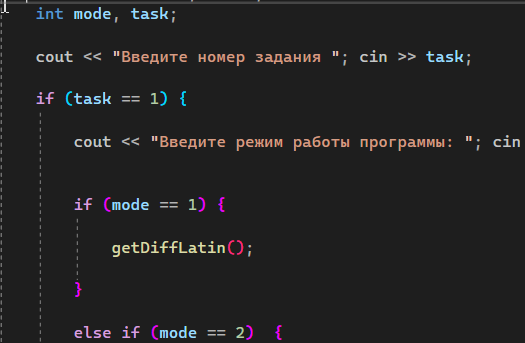 int mode, task;
cout << "Введите номер задания "; cin >> task;
if (task == 1) {
cout << "Введите режим работы программы: "; cin
if (mode == 1) {
getDiffLatin();
}
else if (mode == 2)  {